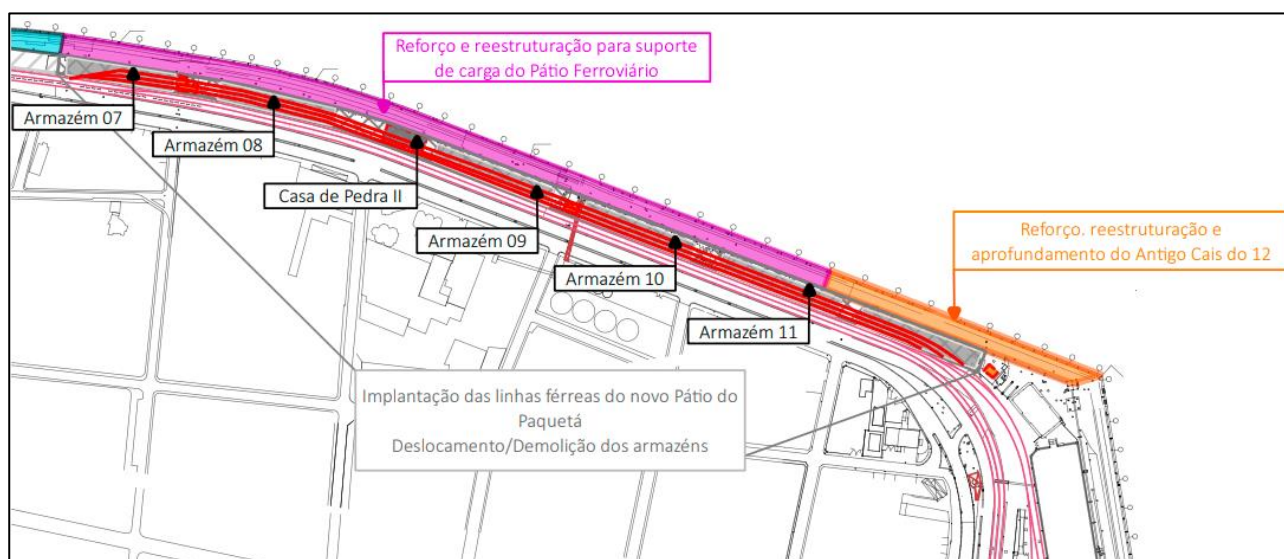 Reforço e reestruturação para suporte
de carga do Pátio Ferroviário
Armazém 07
Armazém 08
Casa de Pedra II
Armazém 09
Armazém 10
Armazém 11
Reforço. reestruturação e
aprofundamento do Antigo Cais do 12
Implantação das linhas férreas do novo Pátio do
Paquetá
Deslocamento/Demolição dos armazéns